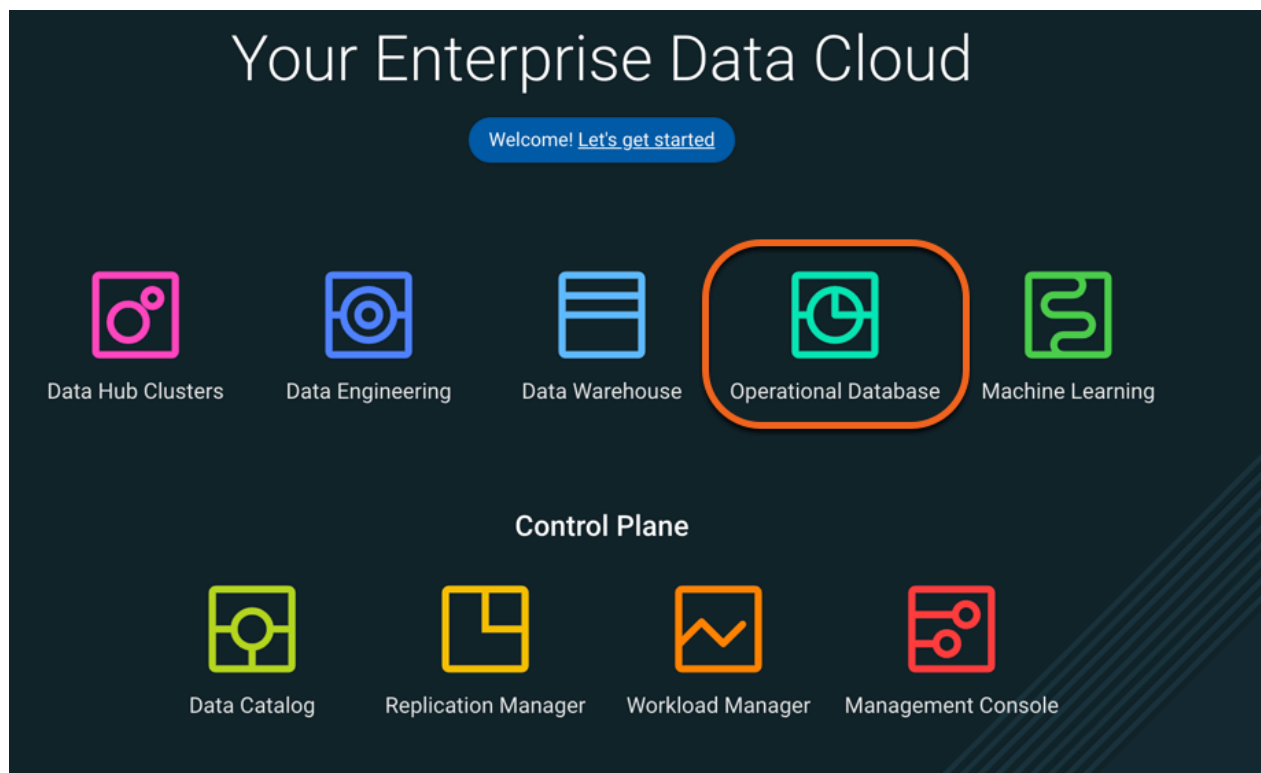 Your Enterprise Data Cloud
Welcome! Let's get started
Data Hub Clusters
Data Engineering
Data Warehouse
Operational Database
Machine Learning
Control Plane
Data Catalog
Replication Manager
Workload Manager
Management Console